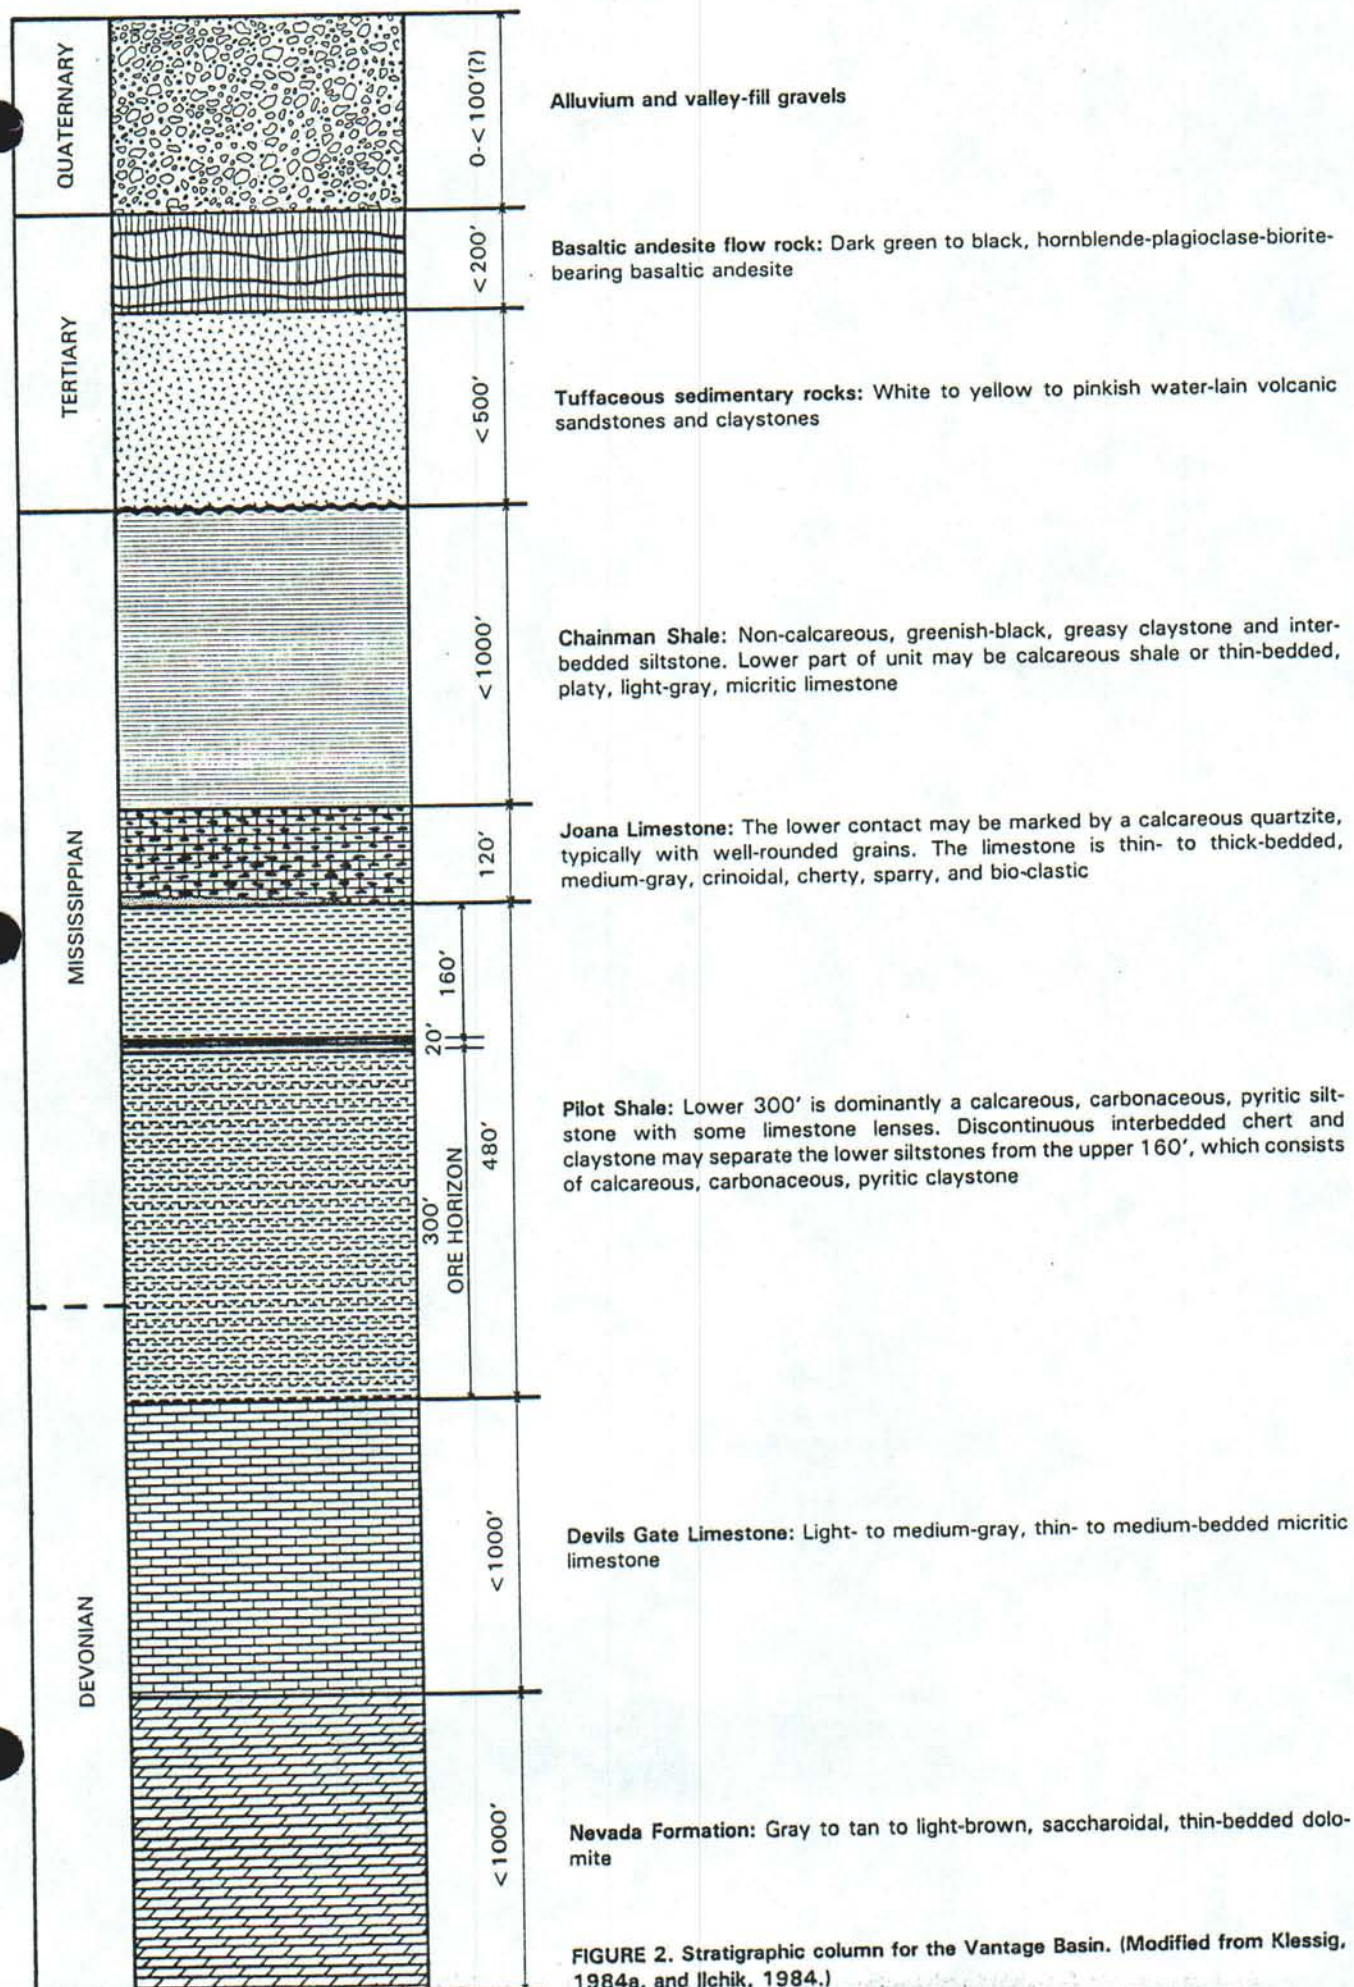 QUATERNARY
0-<100'(?)
Alluvium and valley-fill gravels
TERTIARY
<200'
Basaltic andesite flow rock: Dark green to black, hornblende-plagioclase-biorite-
bearing basaltic andesite
<500'
Tuffaceous sedimentary rocks: White to yellow to pinkish water-lain volcanic
sandstones and claystones
MISSISSIPPIAN
<1000'
Chainman Shale: Non-calcareous, greenish-black, greasy claystone and inter-
bedded siltstone. Lower part of unit may be calcareous shale or thin-bedded,
platy, light-gray, micritic limestone
120'
Joana Limestone: The lower contact may be marked by a calcareous quartzite,
typically with well-rounded grains. The limestone is thin- to thick-bedded,
medium-gray, crinoidal, cherty, sparry, and bio-clastic
160'
20'
300'
ORE HORIZON
480'
Pilot Shale: Lower 300' is dominantly a calcareous, carbonaceous, pyritic silt-
stone with some limestone lenses. Discontinuous interbedded chert and
claystone may separate the lower siltstones from the upper 160', which consists
of calcareous, carbonaceous, pyritic claystone
DEVONIAN
<1000'
Devils Gate Limestone: Light- to medium-gray, thin- to medium-bedded micritic
limestone
<1000'
Nevada Formation: Gray to tan to light-brown, saccharoidal, thin-bedded dolo-
mite
FIGURE 2. Stratigraphic column for the Vantage Basin. (Modified from Klessig,
1984a, and Ilchik, 1984.)